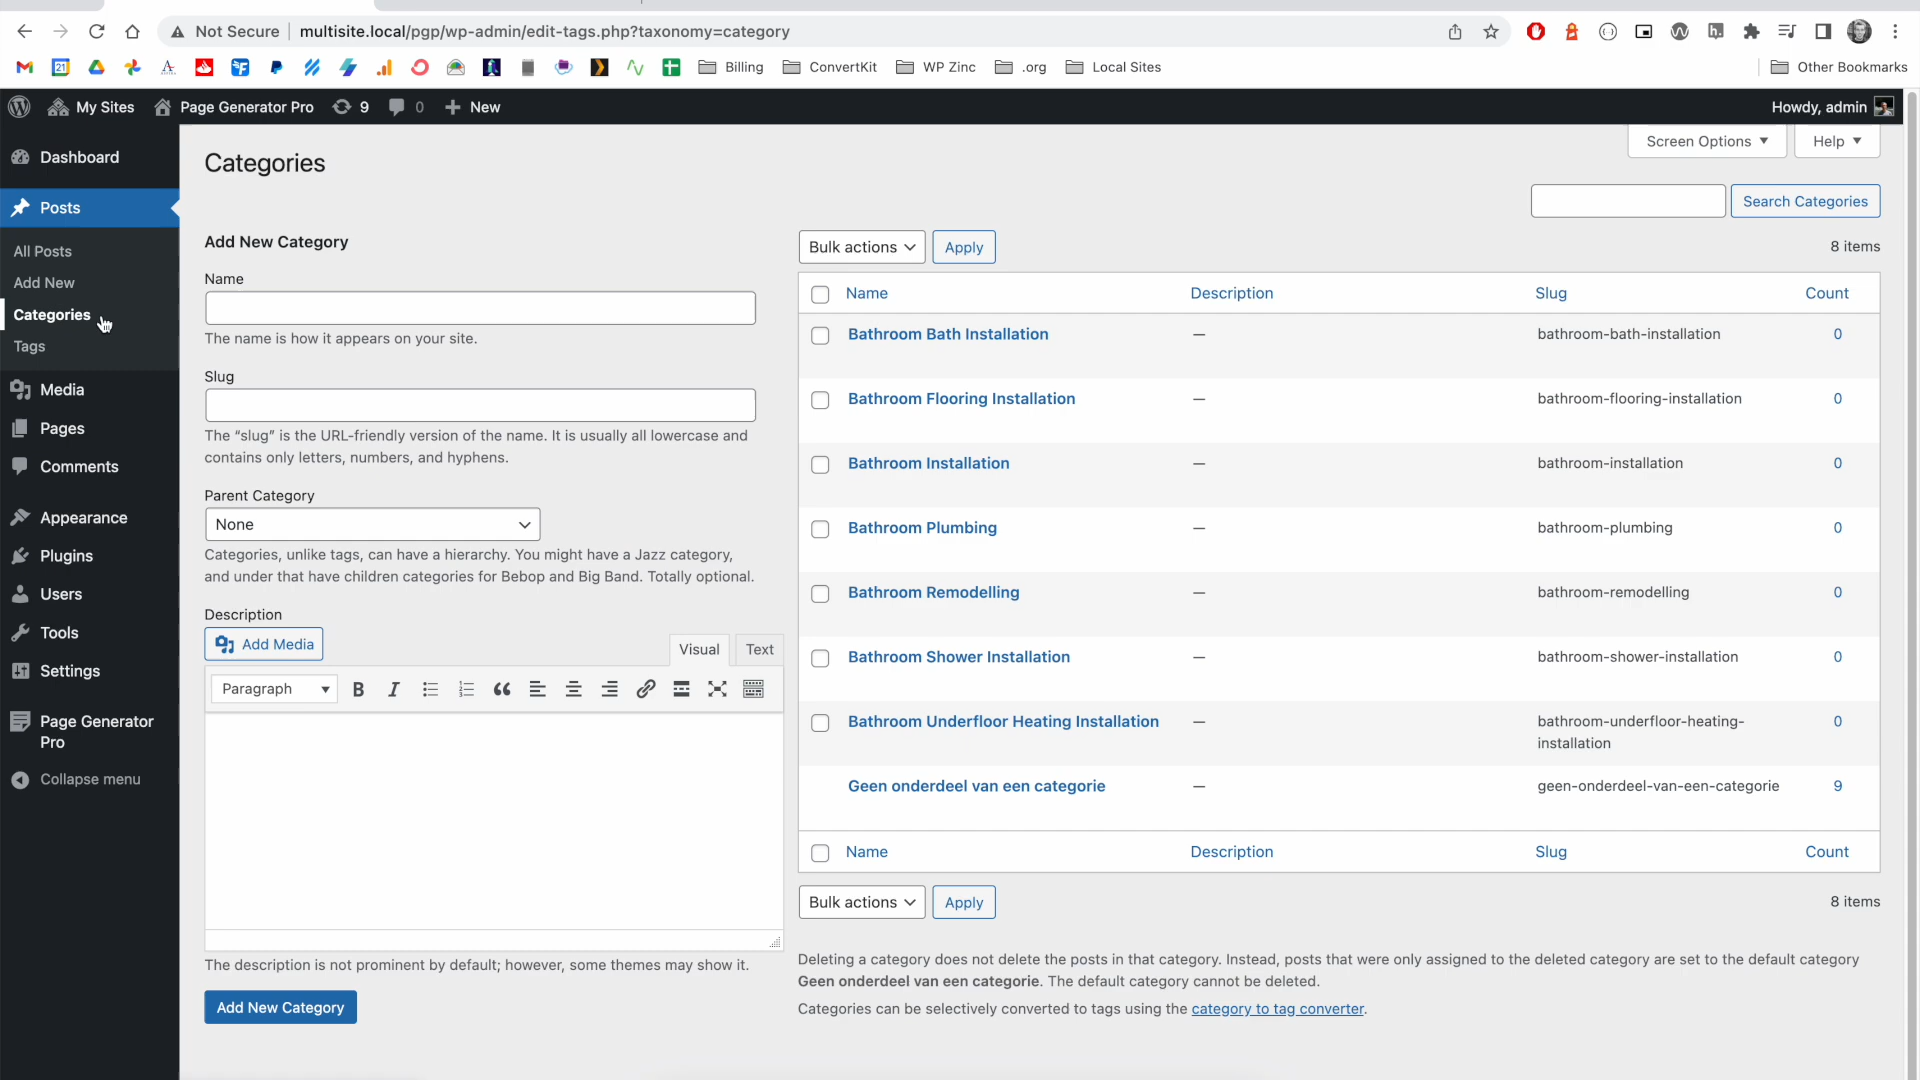 Not Secure multisite.local/pgp/wp-admin/edit-tags.php?taxonomy=category
Billing ConvertKit WP Zinc .org Local Sites Other Bookmarks
My Sites Page Generator Pro 9 0 New Howdy, admin
Screen Options Help
Dashboard
Posts
All Posts
Add New
Categories
Tags
Media
Pages
Comments
Appearance
Plugins
Users
Tools
Settings
Page Generator
Pro
Collapse menu
Categories
Search Categories
Add New Category
Name
The name is how it appears on your site.
Slug
The “slug” is the URL-friendly version of the name. It is usually all lowercase and
contains only letters, numbers, and hyphens.
Parent Category
None
Categories, unlike tags, can have a hierarchy. You might have a Jazz category,
and under that have children categories for Bebop and Big Band. Totally optional.
Description
Add Media
Visual Text
Paragraph
The description is not prominent by default; however, some themes may show it.
Add New Category
Bulk actions Apply 8 items
Name Description Slug Count
Bathroom Bath Installation — bathroom-bath-installation 0
Bathroom Flooring Installation — bathroom-flooring-installation 0
Bathroom Installation — bathroom-installation 0
Bathroom Plumbing — bathroom-plumbing 0
Bathroom Remodelling — bathroom-remodelling 0
Bathroom Shower Installation — bathroom-shower-installation 0
Bathroom Underfloor Heating Installation — bathroom-underfloor-heating- 0
installation
Geen onderdeel van een categorie — geen-onderdeel-van-een-categorie 9
Name Description Slug Count
Bulk actions Apply 8 items
Deleting a category does not delete the posts in that category. Instead, posts that were only assigned to the deleted category are set to the default category
Geen onderdeel van een categorie. The default category cannot be deleted.
Categories can be selectively converted to tags using the category to tag converter.